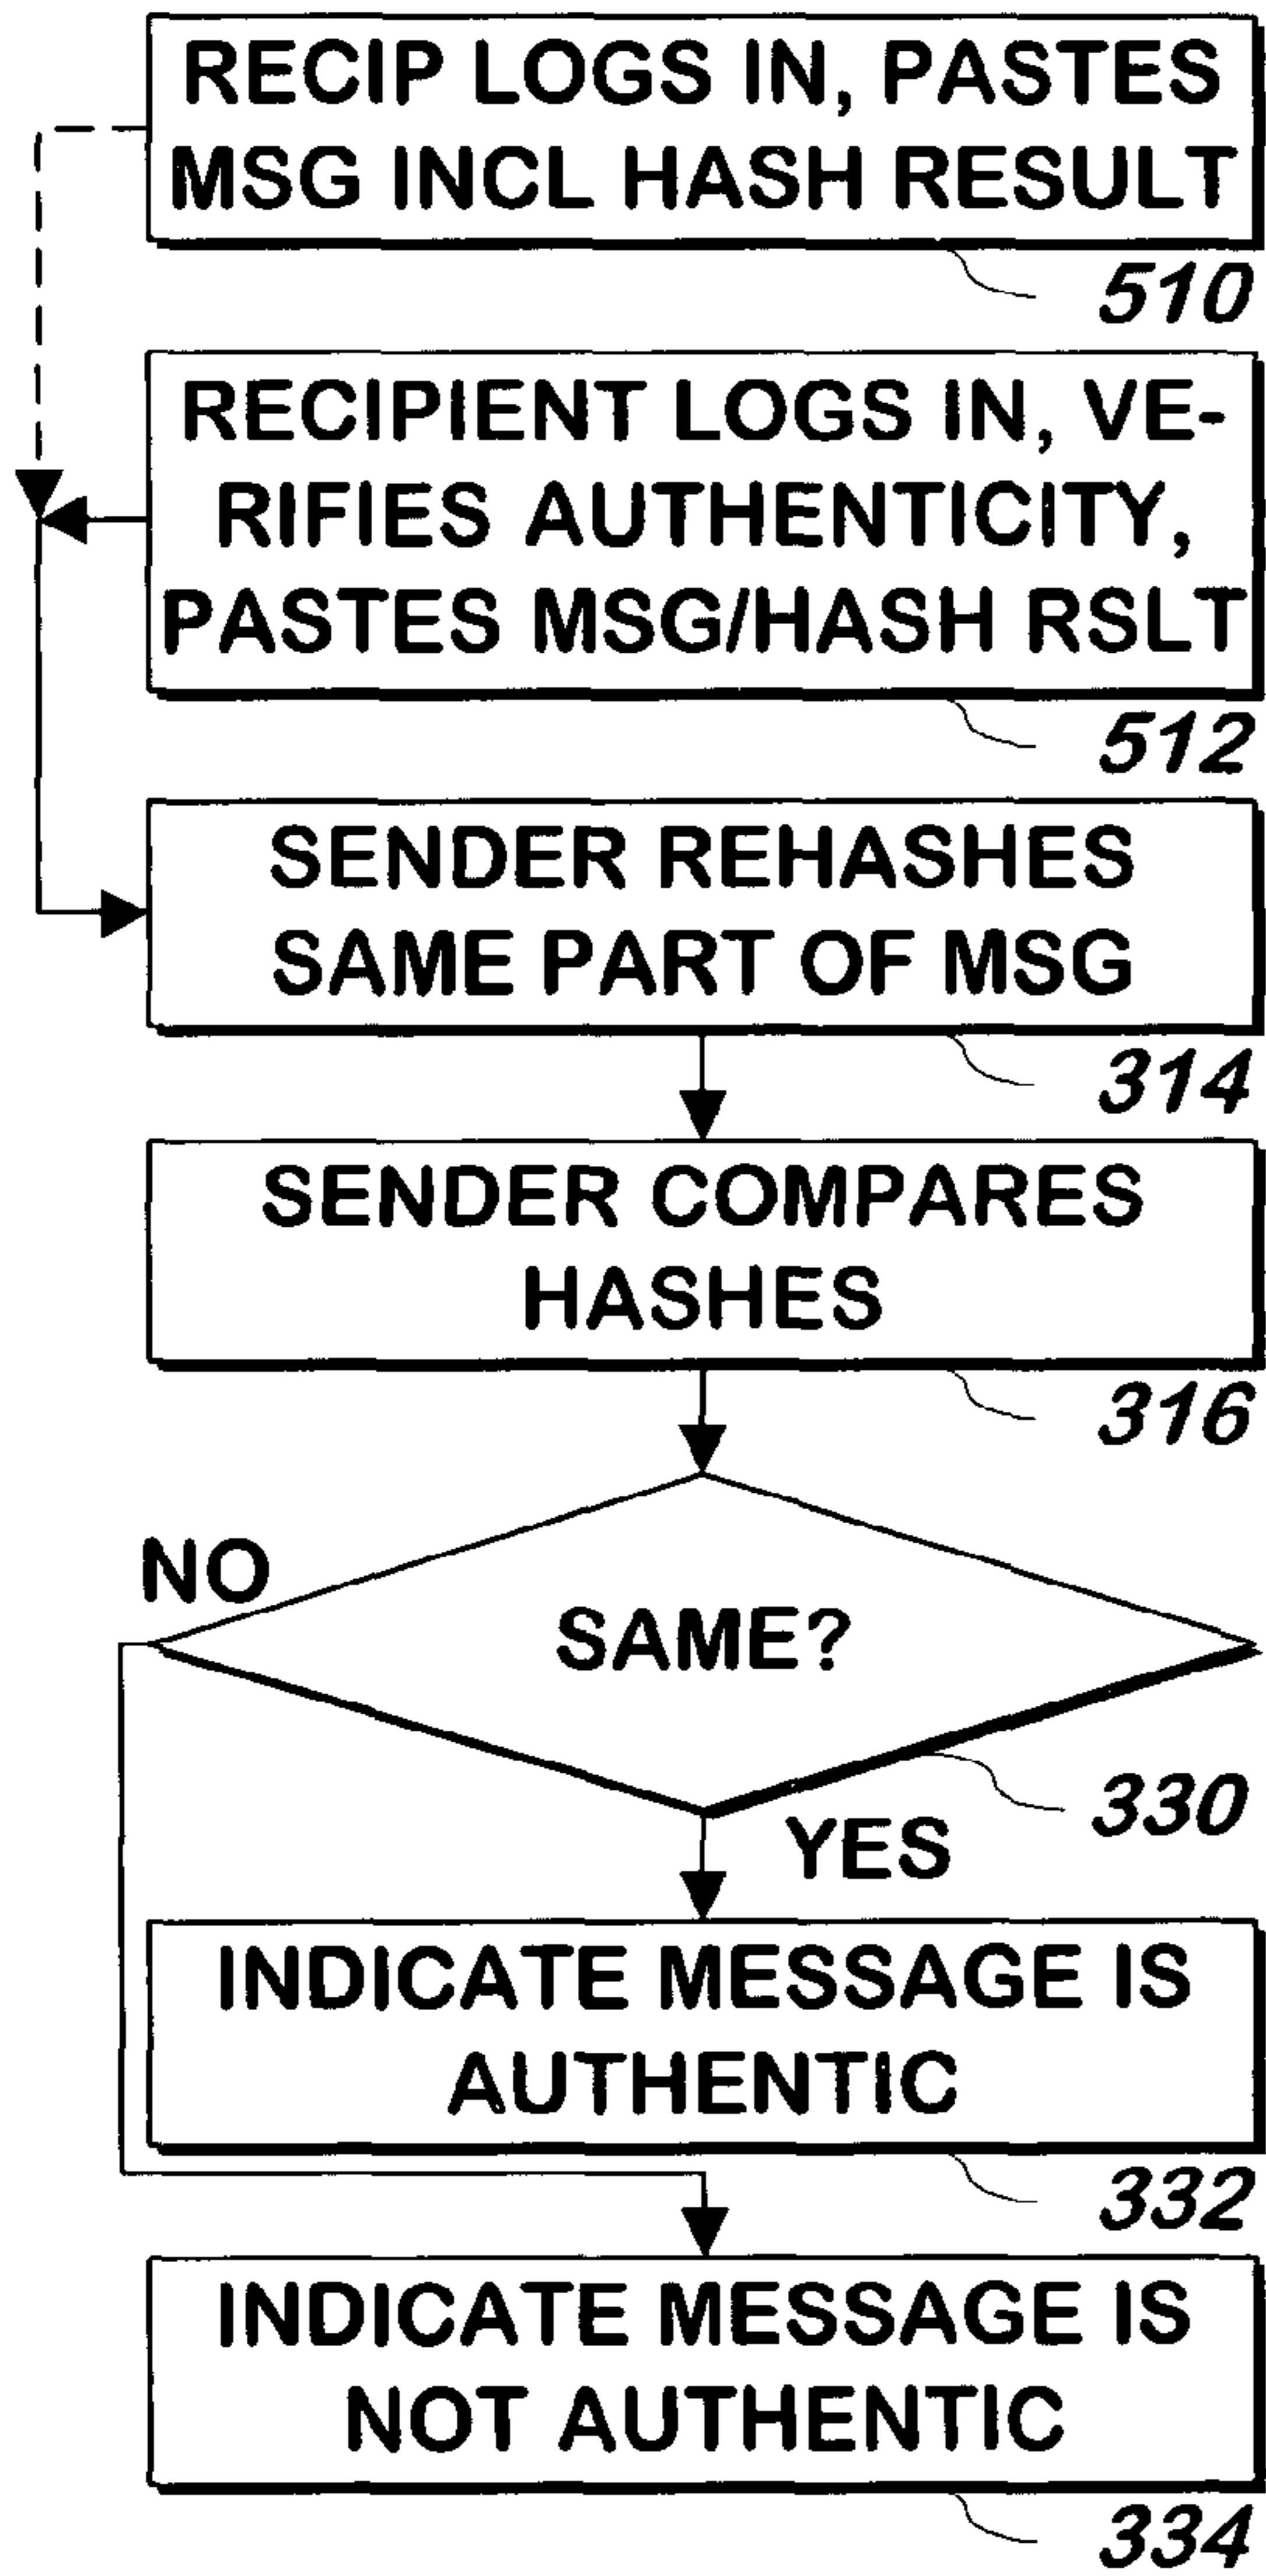 RECIP LOGS IN, PASTES
MSG INCL HASH RESULT
510
RECIPIENT LOGS IN, VE-
RIFIES AUTHENTICITY,
PASTES MSG/HASH RSLT
512
SENDER REHASHES
SAME PART OF MSG
314
SENDER COMPARES
HASHES
316
NO
SAME?
330
YES
INDICATE MESSAGE IS
AUTHENTIC
332
INDICATE MESSAGE IS
NOT AUTHENTIC
334